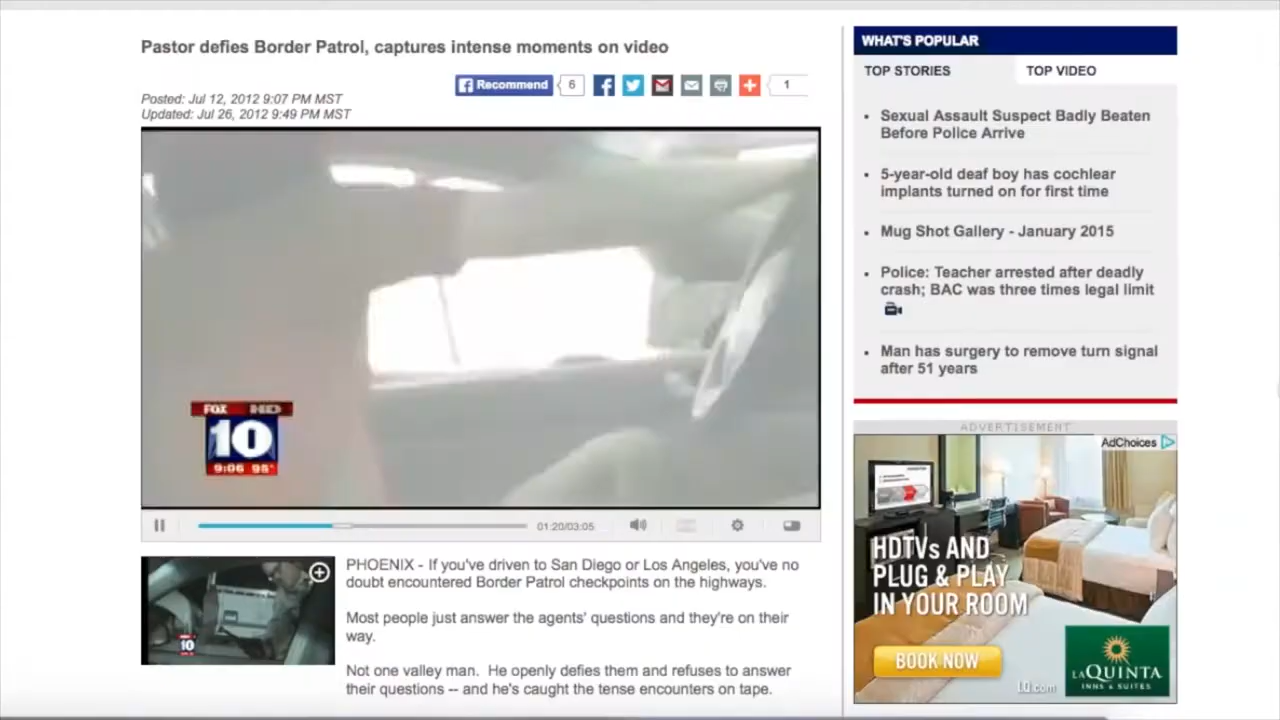 Pastor defies Border Patrol, captures intense moments on video
Recommend
6
1
Posted: Jul 12, 2012 9:07 PM MST
Updated: Jul 26, 2012 9:49 PM MST
FOX HD
10
9:06 95°
01:20/03:05
10
PHOENIX - If you've driven to San Diego or Los Angeles, you've no
doubt encountered Border Patrol checkpoints on the highways.
Most people just answer the agents' questions and they're on their
way.
Not one valley man. He openly defies them and refuses to answer
their questions -- and he's caught the tense encounters on tape.
WHAT'S POPULAR
TOP STORIES
TOP VIDEO
Sexual Assault Suspect Badly Beaten
Before Police Arrive
5-year-old deaf boy has cochlear
implants turned on for first time
Mug Shot Gallery - January 2015
Police: Teacher arrested after deadly
crash; BAC was three times legal limit
Man has surgery to remove turn signal
after 51 years
ADVERTISEMENT
AdChoices
HDTVs AND
PLUG & PLAY
IN YOUR ROOM
BOOK NOW
LQ.com
LAQUINTA
INNS & SUITES